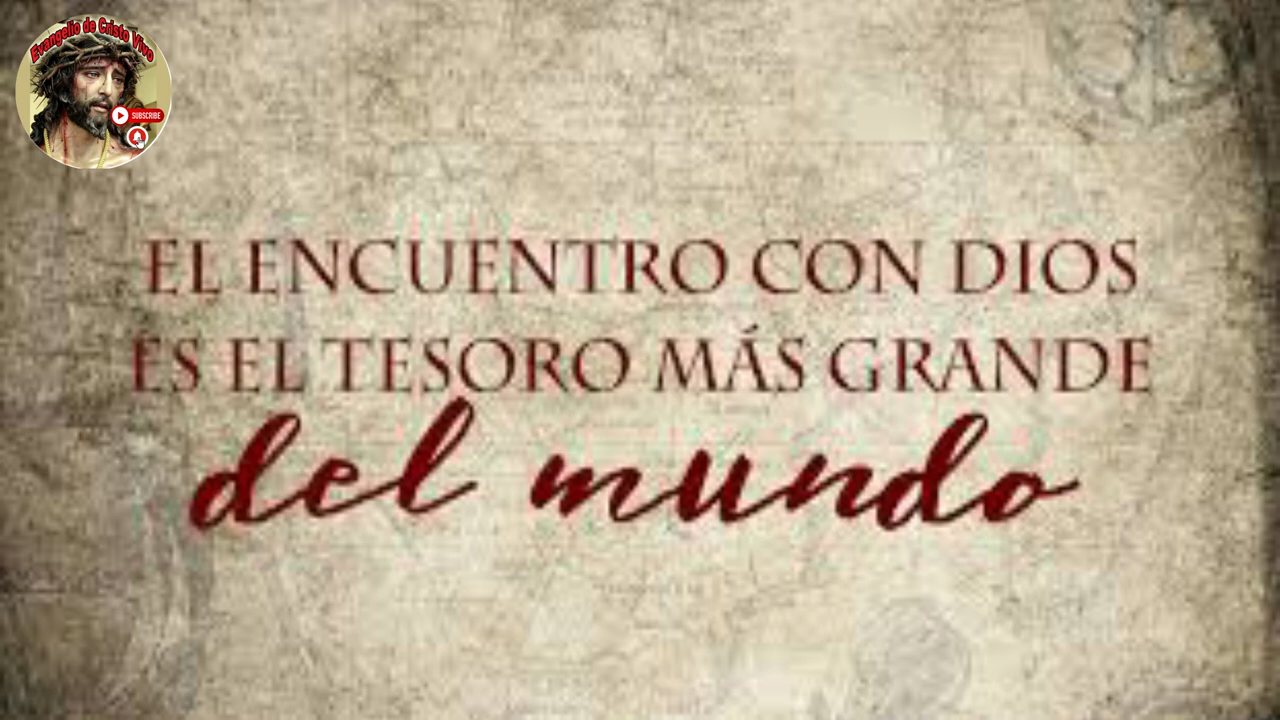 Evangelio de Cristo Vivo
SUBSCRIBE
EL ENCUENTRO CON DIOS
ES EL TESORO MÁS GRANDE
del mundo